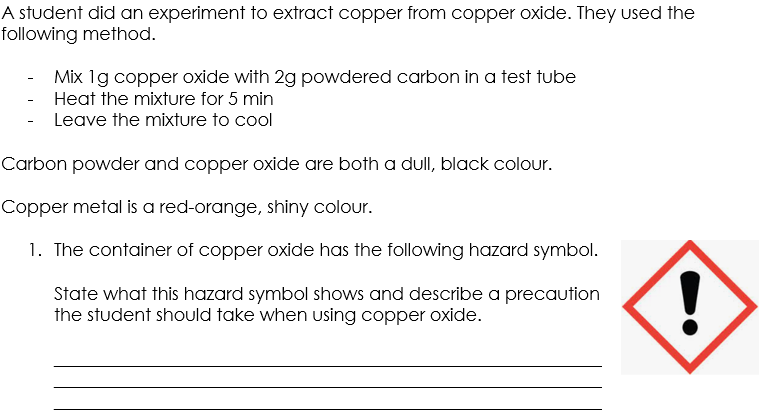 A student did an experiment to extract copper from copper oxide. They used the
following method.
- Mix 1g copper oxide with 2g powdered carbon in a test tube
- Heat the mixture for 5 min
- Leave the mixture to cool
Carbon powder and copper oxide are both a dull, black colour.
Copper metal is a red-orange, shiny colour.
1. The container of copper oxide has the following hazard symbol.
State what this hazard symbol shows and describe a precaution
the student should take when using copper oxide.